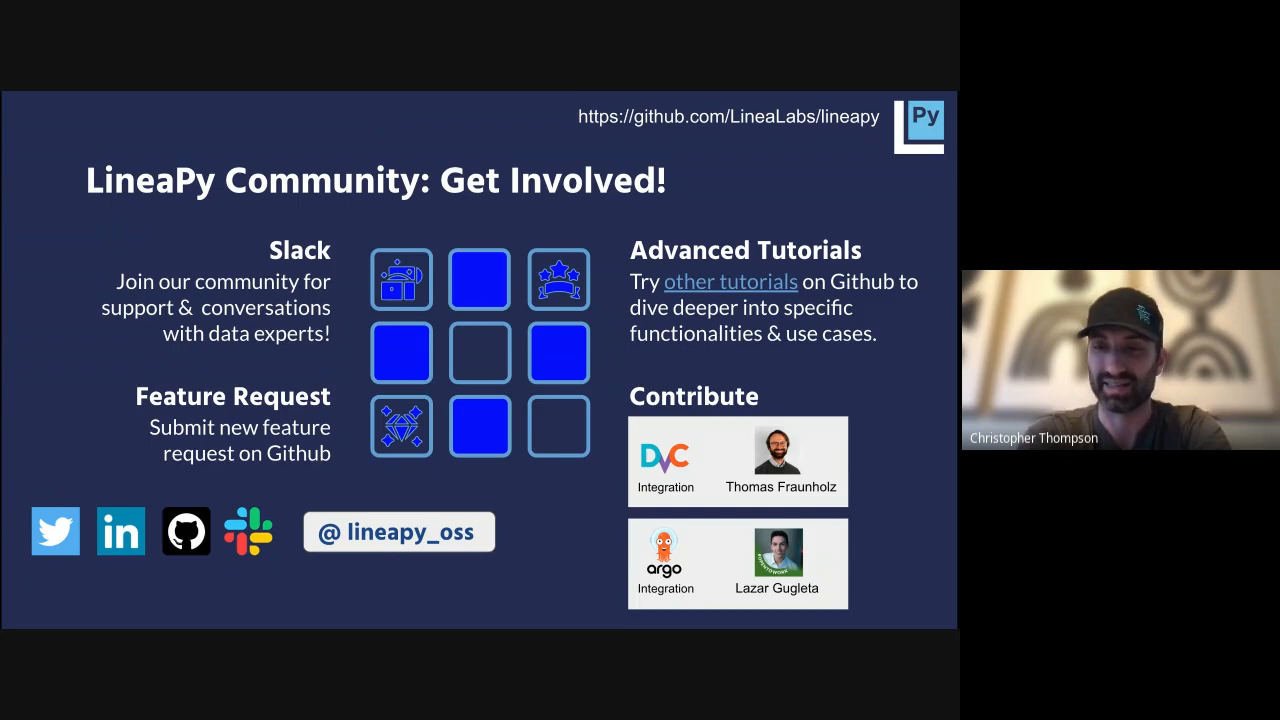 https://github.com/LineaLabs/lineapy
Py
LineaPy Community: Get Involved!
Slack
Join our community for
support & conversations
with data experts!
Feature Request
Submit new feature
request on Github
Advanced Tutorials
Try other tutorials on Github to
dive deeper into specific
functionalities & use cases.
Contribute
DVC
Integration
Thomas Fraunholz
argo
Integration
#OPENTOWORK
Lazar Gugleta
in
@ lineapy_oss
Christopher Thompson